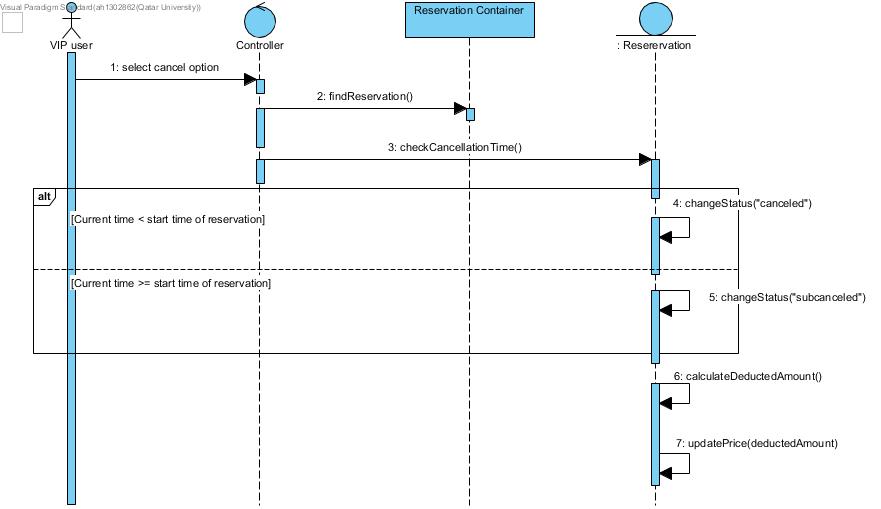 Visual Paradigm Standard(ah1302862(Qatar University))
Reservation Container
VIP user
Controller
: Reserervation
1: select cancel option
2: findReservation()
3: checkCancellationTime()
alt
4: changeStatus("canceled")
[Current time < start time of reservation]
[Current time >= start time of reservation]
5: changeStatus("subcanceled")
6: calculateDeductedAmount()
7: updatePrice(deductedAmount)